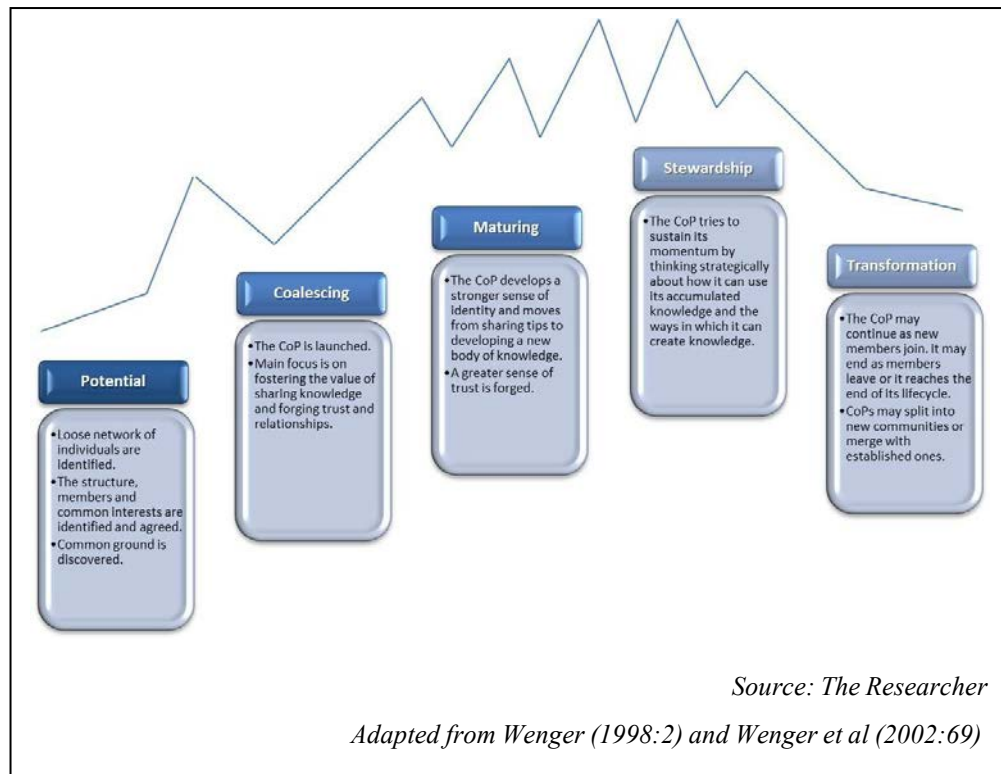 Potential
•Loose network of
individuals are
identified.
•The structure,
members and
common interests are
identified and agreed.
•Common ground is
discovered.
Coalescing
•The CoP is launched.
•Main focus is on
fostering the value of
sharing knowledge
and forging trust and
relationships.
Maturing
•The CoP develops a
stronger sense of
identity and moves
from sharing tips to
developing a new
body of knowledge.
•A greater sense of
trust is forged.
Stewardship
•The CoP tries to
sustain its
momentum by
thinking strategically
about how it can use
its accumulated
knowledge and the
ways in which it can
create knowledge.
Transformation
•The CoP may
continue as new
members join. It may
end as members
leave or it reaches the
end of its lifecycle.
•CoPs may split into
new communities or
merge with
established ones.
Source: The Researcher
Adapted from Wenger (1998:2) and Wenger et al (2002:69)